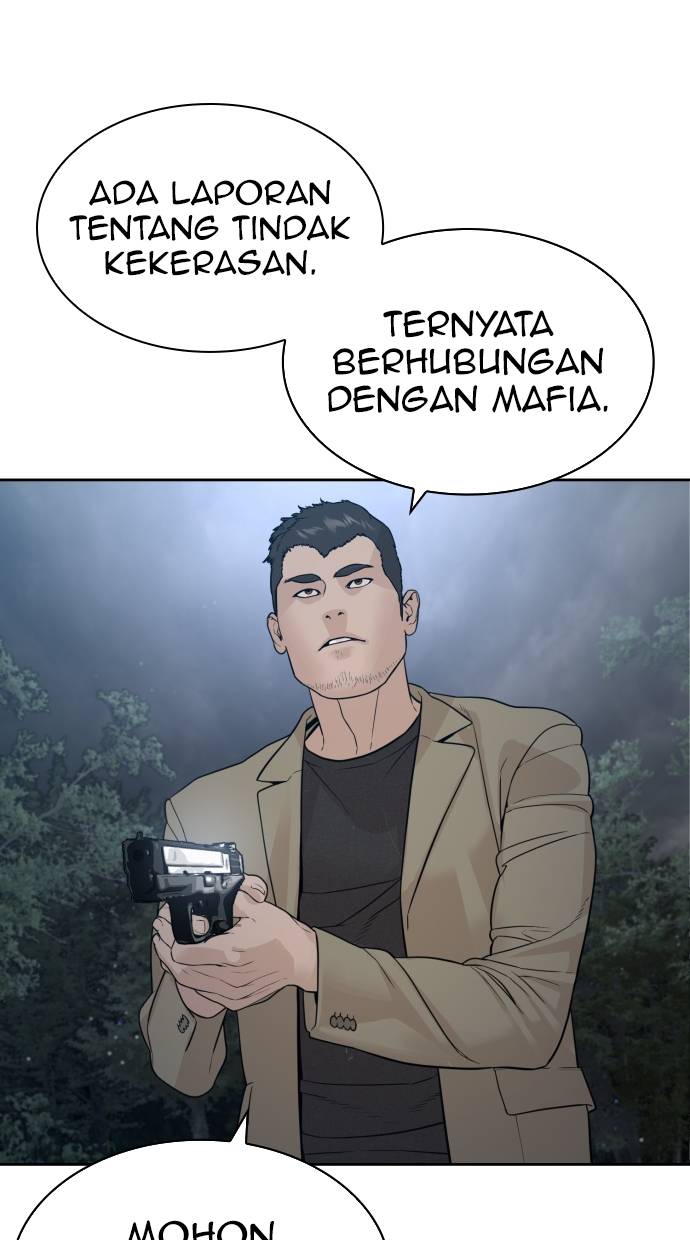 ADA LAPORAN
TENTANG TINDAK
KEKERASAN.
TERNYATA
BERHUBUNGAN
DENGAN MAFIA.
MOHON